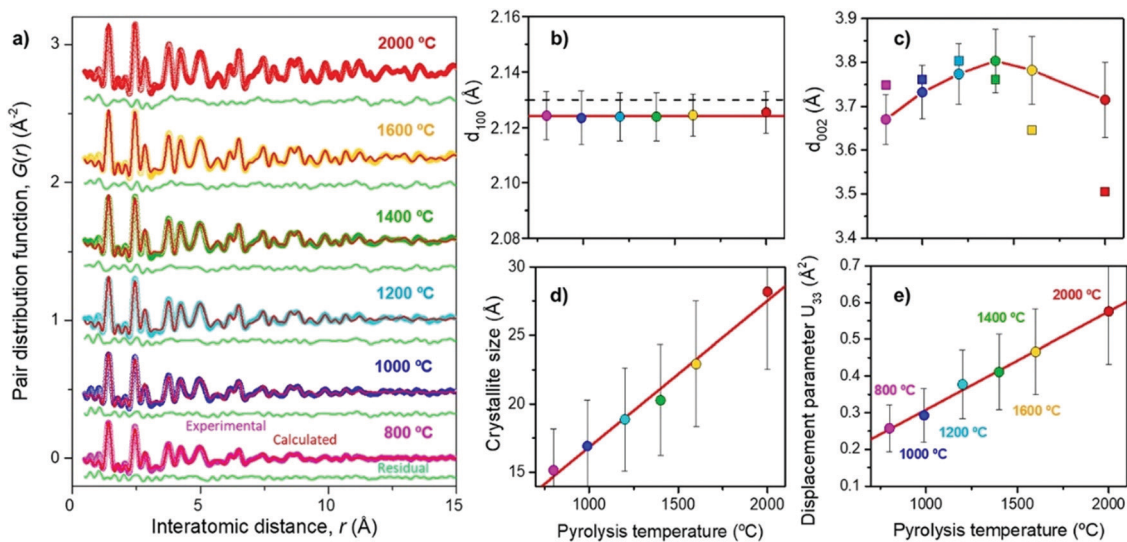 a)
Pair distribution function, G(r) (Å⁻²)
3
2
1
0
2000 ºC
1600 ºC
1400 ºC
1200 ºC
1000 ºC
Experimental
800 ºC
Calculated
Residual
0 5 10 15
Interatomic distance, r (Å)
b)
d₁₀₀ (Å)
2.16
2.14
2.12
2.10
2.08
c)
d₀₀₂ (Å)
3.9
3.8
3.7
3.6
3.5
3.4
d)
Crystallite size (Å)
30
25
20
15
1000 1500 2000
Pyrolysis temperature (ºC)
e)
Displacement parameter U₃₃ (Å²)
0.7
0.6
0.5
0.4
0.3
0.2
0.1
2000 ºC
1400 ºC
800 ºC
1600 ºC
1200 ºC
1000 ºC
1000 1500 2000
Pyrolysis temperature (ºC)